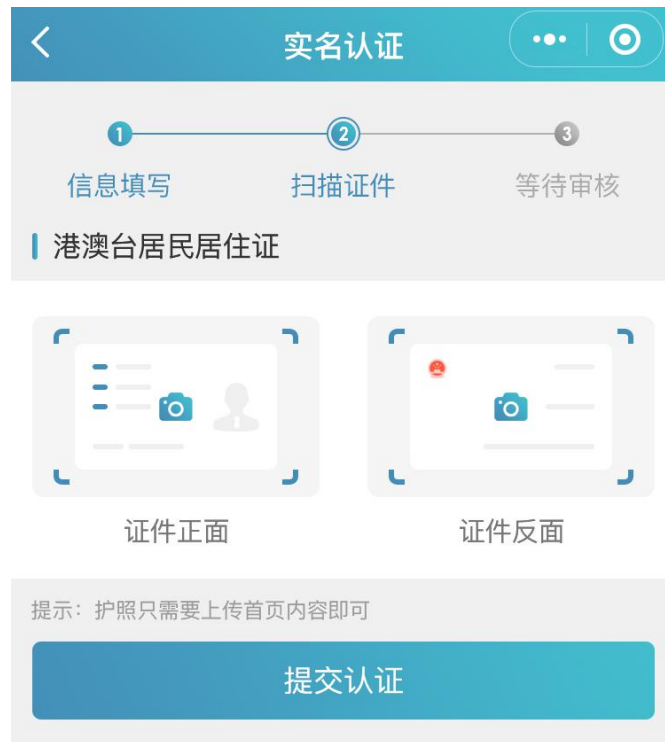 实名认证
1 2 3
信息填写 扫描证件 等待审核
港澳台居民居住证
证件正面 证件反面
提示：护照只需要上传首页内容即可
提交认证